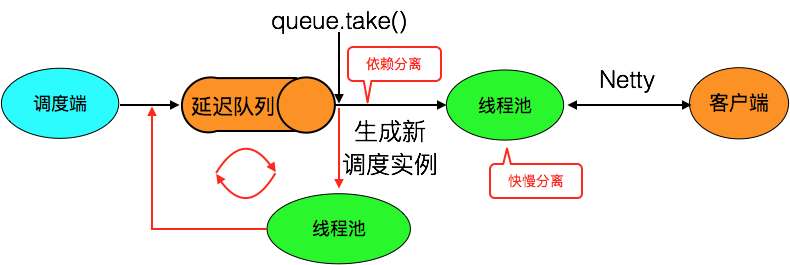 queue.take()
依赖分离
调度端
延迟队列
线程池
Netty
客户端
生成新
调度实例
快慢分离
线程池